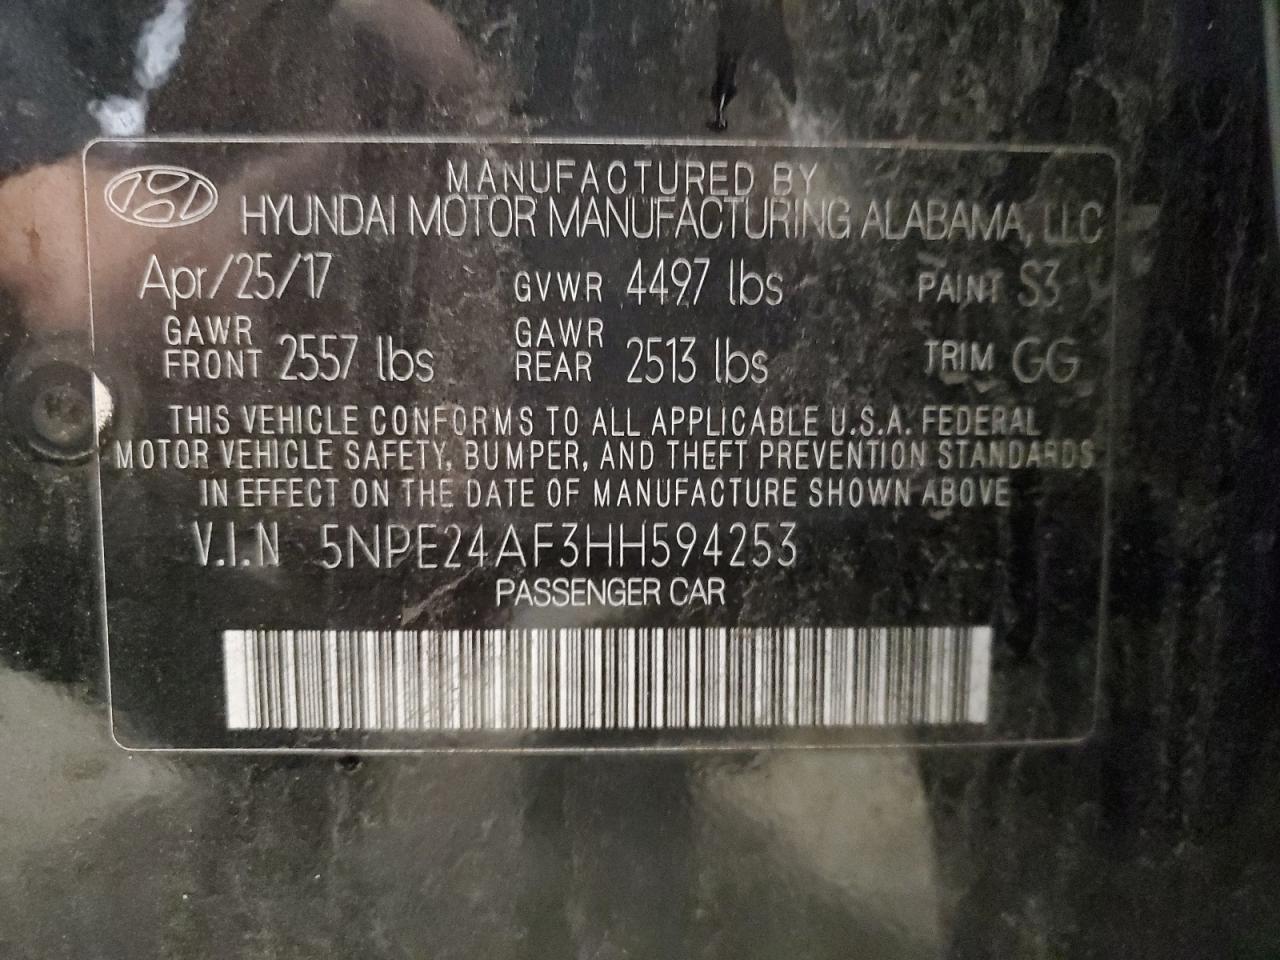 MANUFACTURED BY
HYUNDAI MOTOR MANUFACTURING ALABAMA, LLC
Apr/25/17 GVWR 4497 lbs PAINT S3
GAWR FRONT 2557 lbs GAWR REAR 2513 lbs TRIM GG
THIS VEHICLE CONFORMS TO ALL APPLICABLE U.S.A. FEDERAL
MOTOR VEHICLE SAFETY, BUMPER, AND THEFT PREVENTION STANDARDS
IN EFFECT ON THE DATE OF MANUFACTURE SHOWN ABOVE
V.I.N 5NPE24AF3HH594253
PASSENGER CAR